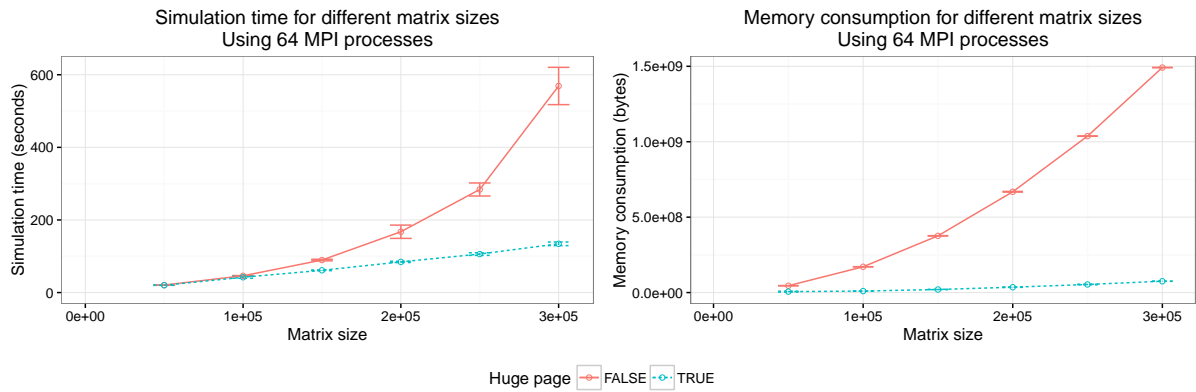 Simulation time for different matrix sizes
Using 64 MPI processes
Simulation time (seconds)
600
400
200
0
0e+00
1e+05
2e+05
3e+05
Matrix size
Memory consumption for different matrix sizes
Using 64 MPI processes
Memory consumption (bytes)
1.5e+09
1.0e+09
5.0e+08
0.0e+00
0e+00
1e+05
2e+05
3e+05
Matrix size
Huge page FALSE TRUE